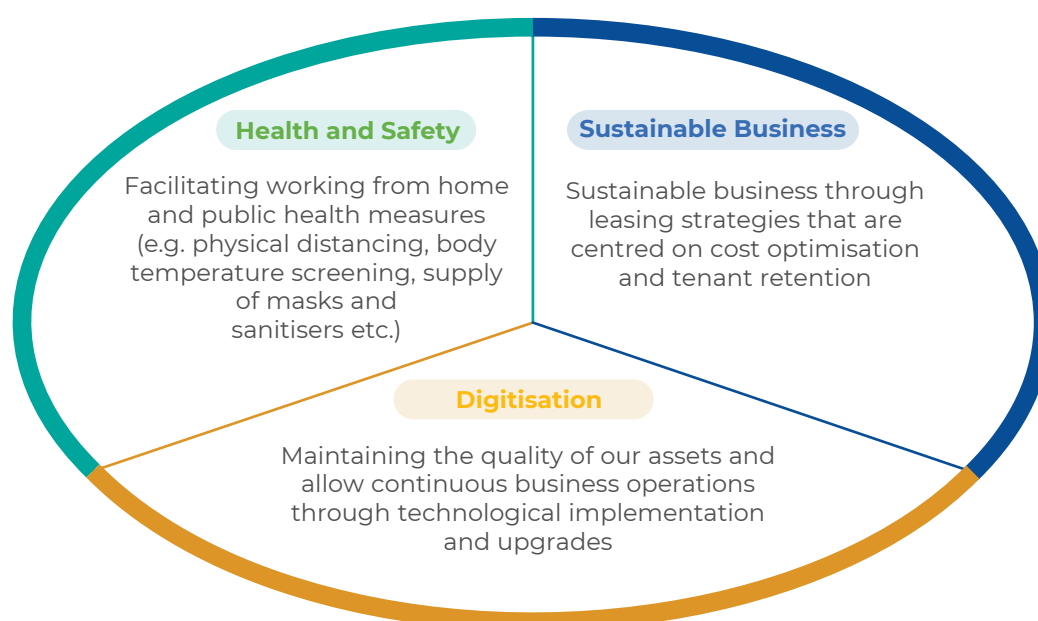 Health and Safety
Facilitating working from home
and public health measures
(e.g. physical distancing, body
temperature screening, supply
of masks and
sanitisers etc.)
Sustainable Business
Sustainable business through
leasing strategies that are
centred on cost optimisation
and tenant retention
Digitisation
Maintaining the quality of our assets and
allow continuous business operations
through technological implementation
and upgrades